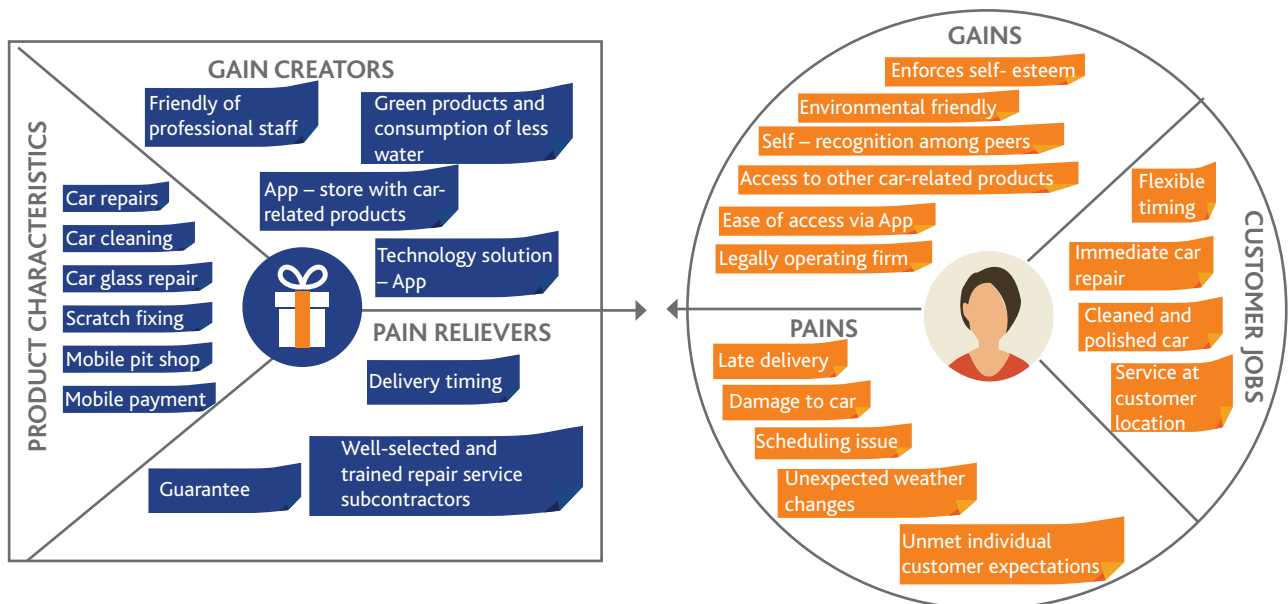 GAIN CREATORS
Friendly of
professional staff
Green products and
consumption of less
water
App – store with car-
related products
Technology solution
– App
PRODUCT CHARACTERISTICS
Car repairs
Car cleaning
Car glass repair
Scratch fixing
Mobile pit shop
Mobile payment
PAIN RELIEVERS
Delivery timing
Well-selected and
trained repair service
subcontractors
Guarantee
GAINS
Enforces self- esteem
Environmental friendly
Self – recognition among peers
Access to other car-related products
Ease of access via App
Legally operating firm
PAINS
Late delivery
Damage to car
Scheduling issue
Unexpected weather
changes
Unmet individual
customer expectations
CUSTOMER JOBS
Flexible
timing
Immediate car
repair
Cleaned and
polished car
Service at
customer
location